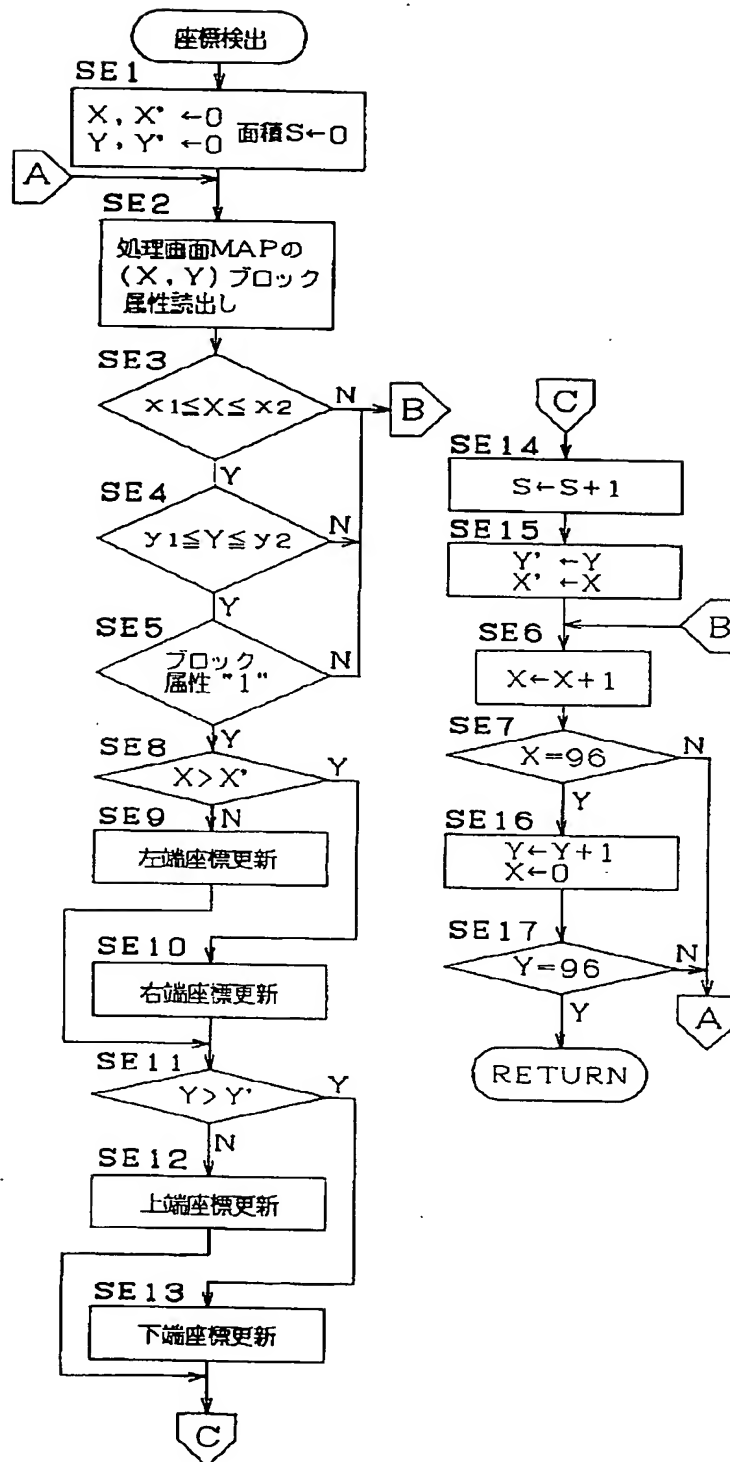 座標検出
SE1
X, X' ←0
Y, Y' ←0
面積S←0
A
SE2
処理画面MAPの
(X, Y) ブロック
属性読出し
SE3
x1≦X≦x2
N
B
Y
SE4
y1≦Y≦y2
N
Y
SE5
ブロック
属性"1"
N
Y
SE8
X>X'
Y
N
SE9
左端座標更新
SE10
右端座標更新
SE11
Y>Y'
Y
N
SE12
上端座標更新
SE13
下端座標更新
C
C
SE14
S←S+1
SE15
Y' ←Y
X' ←X
B
SE6
X←X+1
SE7
X=96
N
Y
SE16
Y←Y+1
X←0
SE17
Y=96
N
Y
A
RETURN